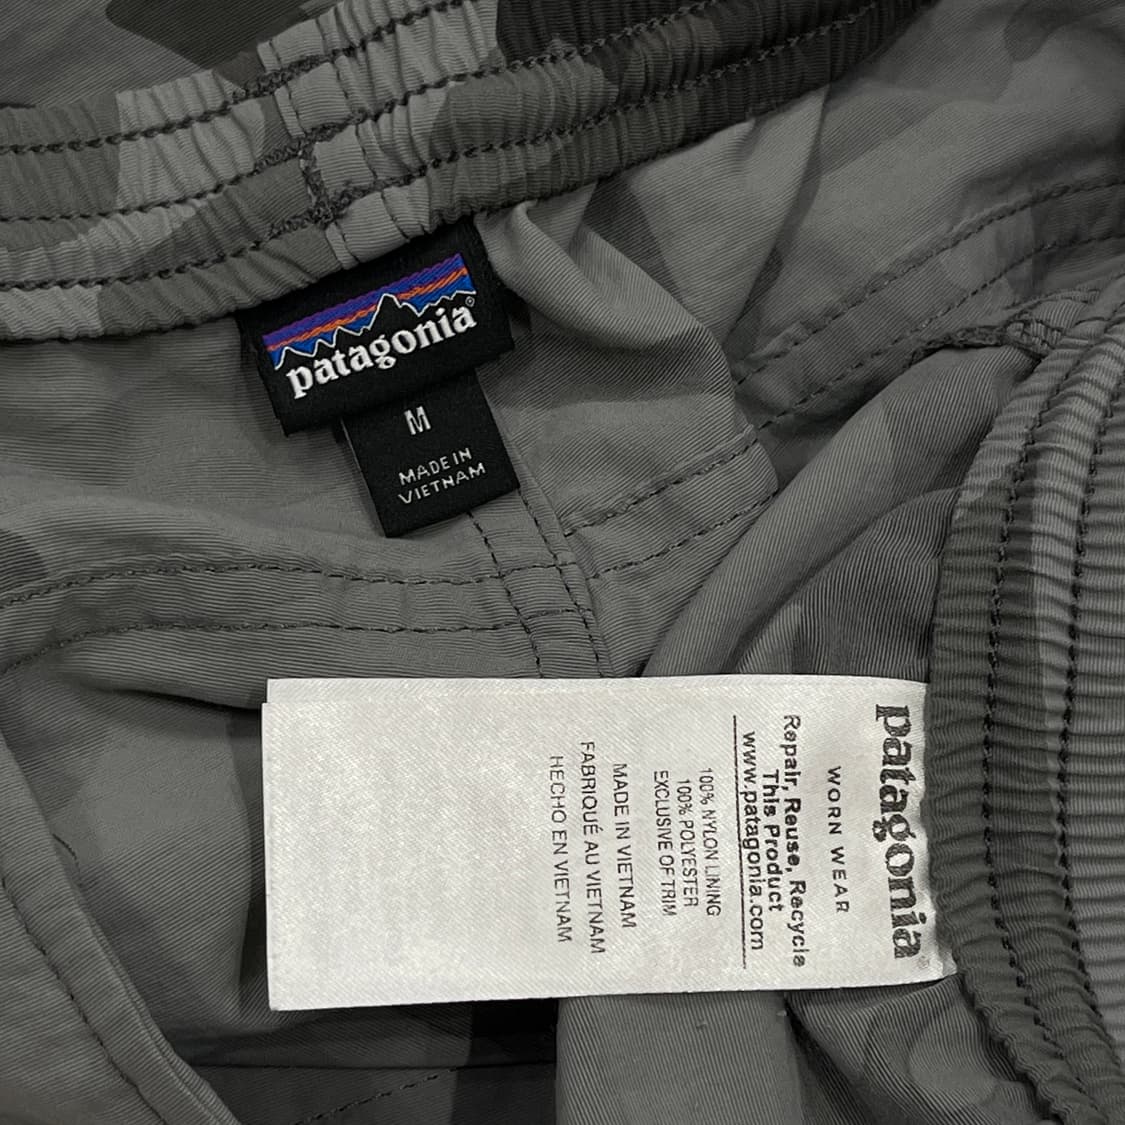 patagonia®
M
MADE IN
VIETNAM
patagonia®
WORN WEAR
Repair, Reuse, Recycle
This Product
www.patagonia.com
100% NYLON LINING
100% POLYESTER
EXCLUSIVE OF TRIM
MADE IN VIETNAM
FABRIQUÉ AU VIETNAM
HECHO EN VIETNAM